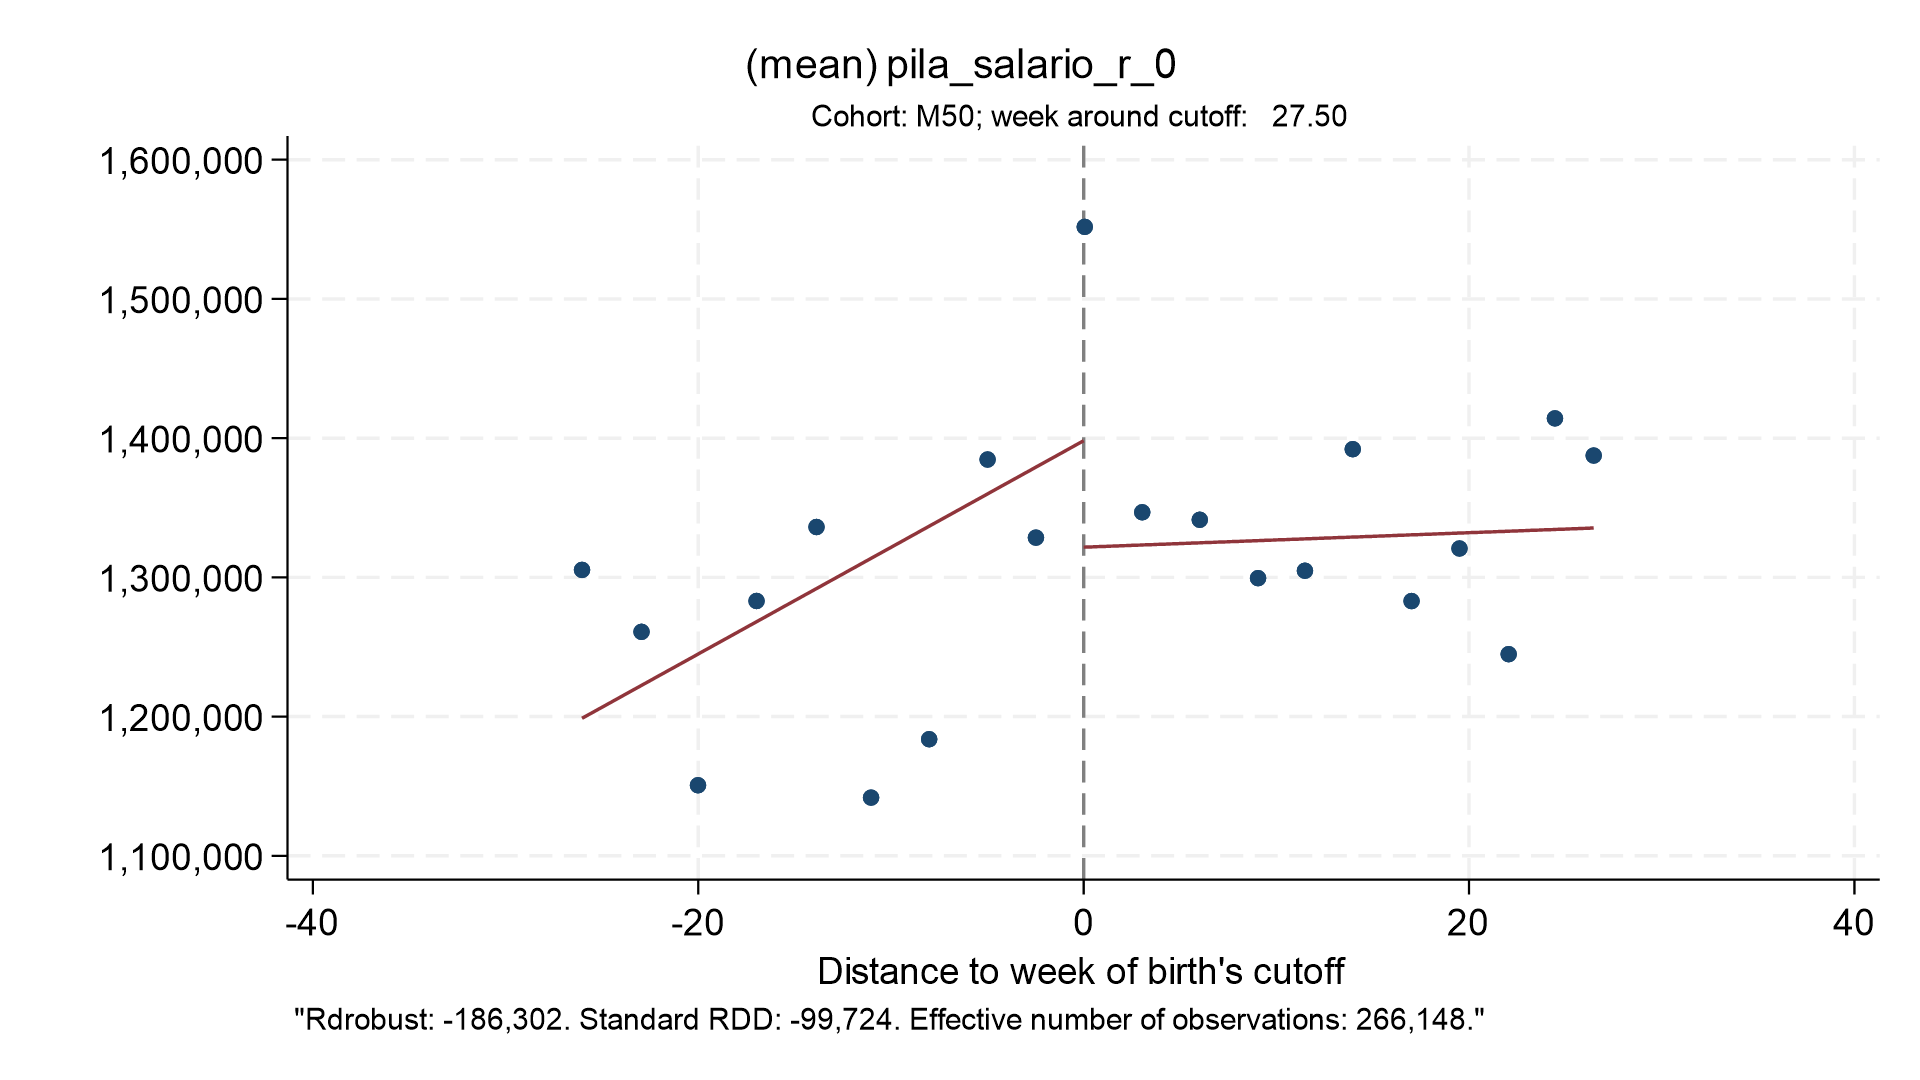 (mean) pila_salario_r_0
Cohort: M50; week around cutoff: 27.50
1,600,000
1,500,000
1,400,000
1,300,000
1,200,000
1,100,000
-40 -20 0 20 40
Distance to week of birth's cutoff
"Rdrobust: -186,302. Standard RDD: -99,724. Effective number of observations: 266,148."